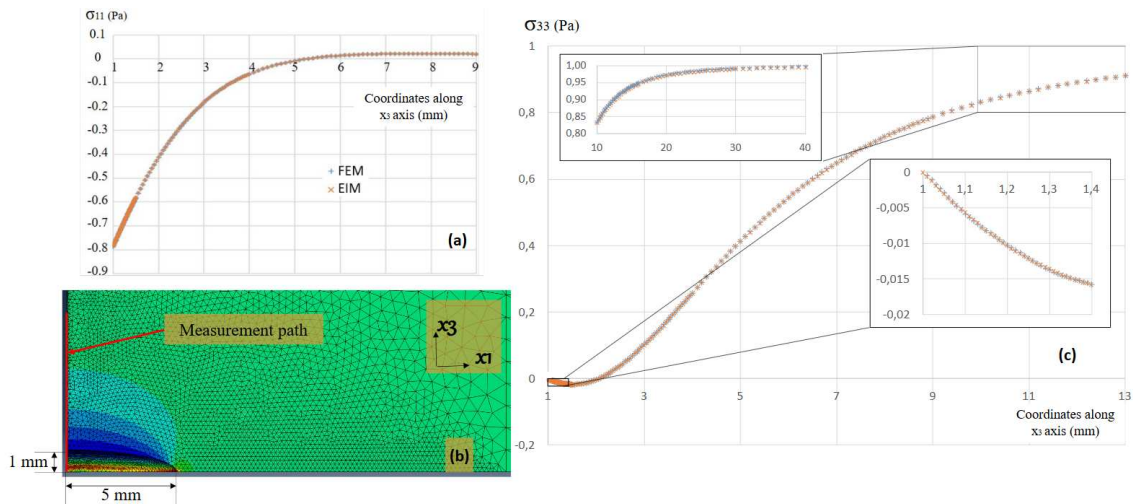 σ11 (Pa)
0.1
0
-0.1
-0.2
-0.3
-0.4
-0.5
-0.6
-0.7
-0.8
-0.9
1 2 3 4 5 6 7 8 9
Coordinates along
x3 axis (mm)
FEM
EIM
(a)
Measurement path
x3
x1
(b)
1 mm
5 mm
σ33 (Pa)
1
0,8
0,6
0,4
0,2
0
-0,2
1 3 5 7 9 11 13
Coordinates along
x3 axis (mm)
(c)
1,00
0,95
0,90
0,85
0,80
10 20 30 40
0
-0,005
-0,01
-0,015
-0,02
1 1,1 1,2 1,3 1,4